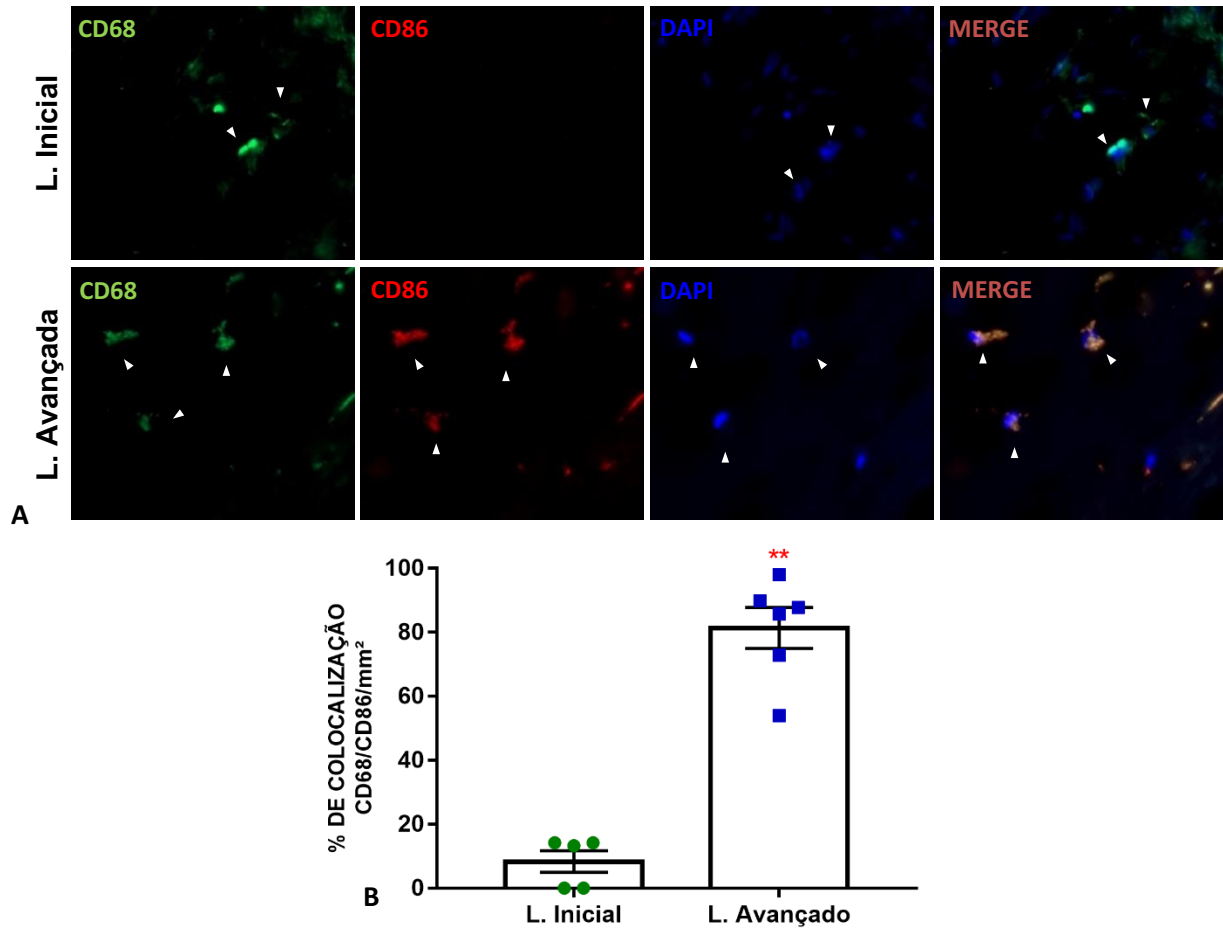 CD68
CD86
DAPI
MERGE
L. Inicial
CD68
CD86
DAPI
MERGE
L. Avançada
A
**
100
80
60
40
20
0
% DE COLOCALIZAÇÃO
CD68/CD86/mm²
B
L. Inicial
L. Avançado